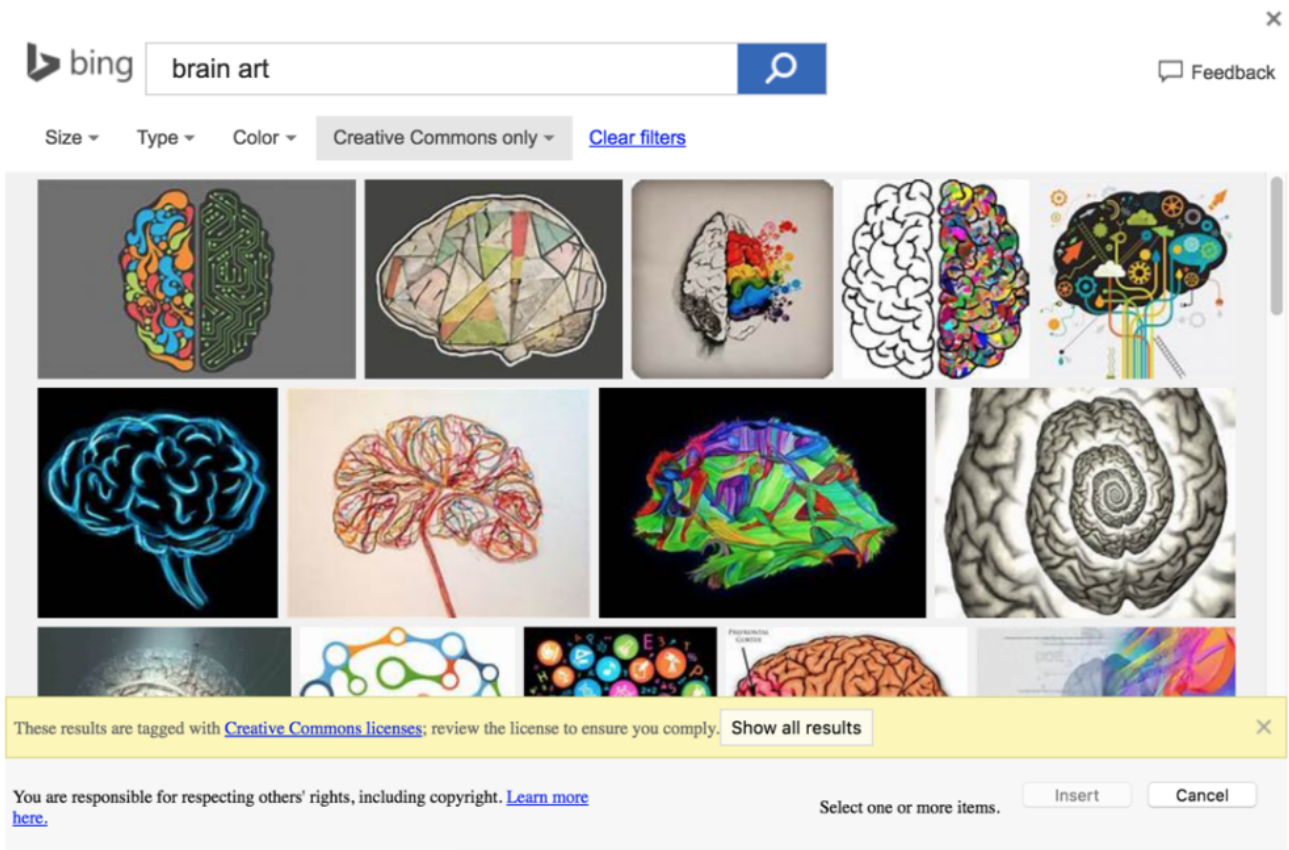 ×
bing
brain art
Feedback
Size
Type
Color
Creative Commons only
Clear filters
PREFRONTAL
CORTEX
These results are tagged with Creative Commons licenses; review the license to ensure you comply.
Show all results
×
You are responsible for respecting others' rights, including copyright. Learn more
here.
Select one or more items.
Insert
Cancel